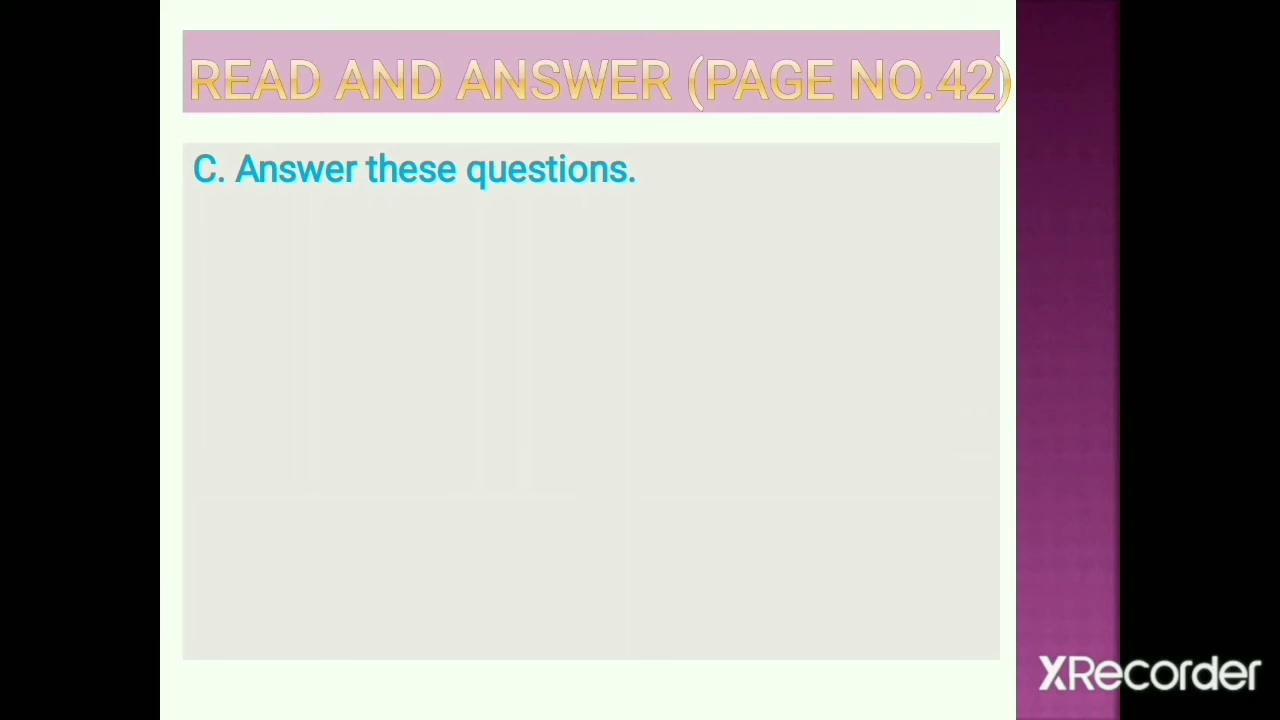 READ AND ANSWER (PAGE NO.42)
C. Answer these questions.
XRecorder